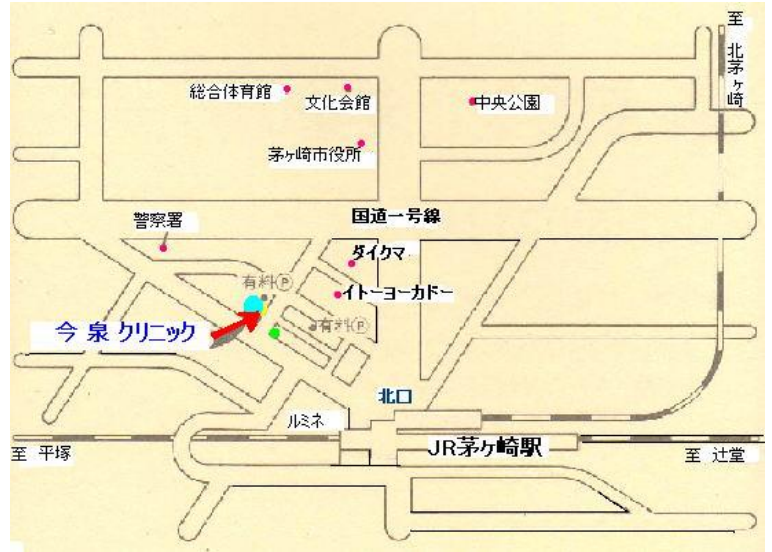 至
北茅ヶ崎
総合体育館
文化会館
中央公園
茅ヶ崎市役所
国道一号線
警察署
ダイクマ
有料Ⓟ
イトーヨーカドー
今泉クリニック
有料Ⓟ
北口
ルミネ
JR茅ヶ崎駅
至 平塚
至 辻堂